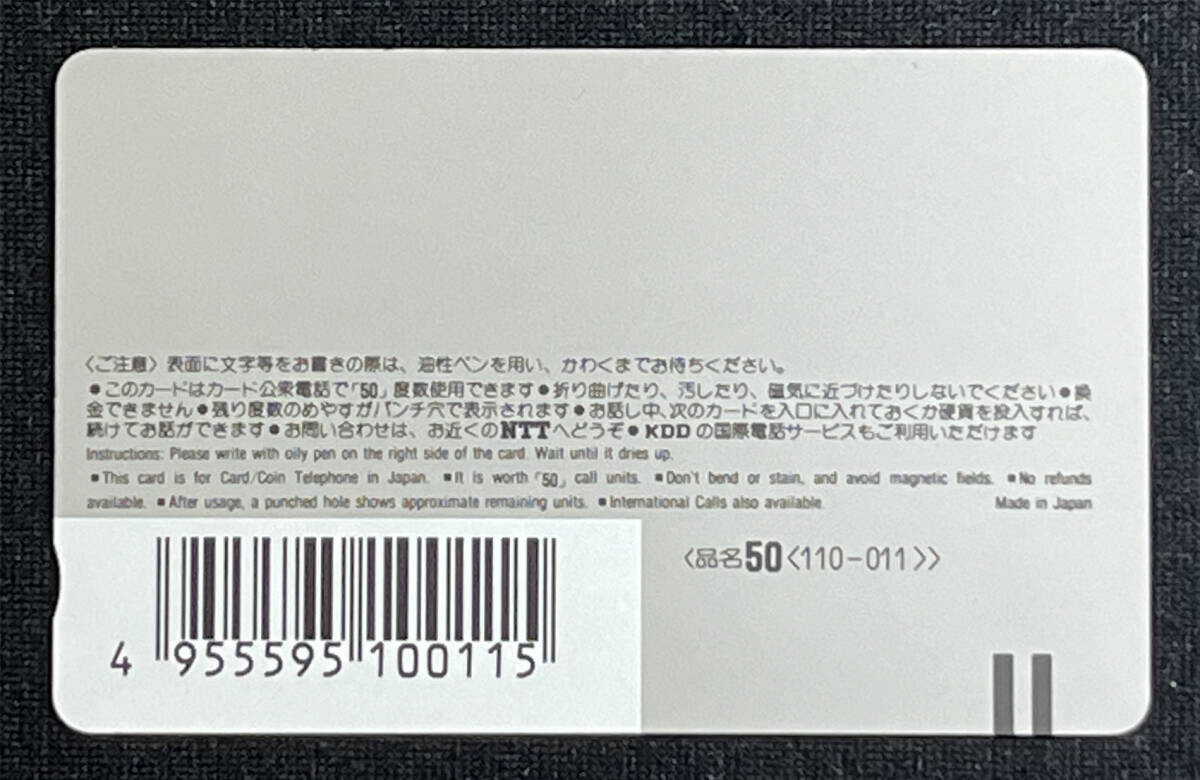 〈ご注意〉表面に文字等をお書きの際は、油性ペンを用い、かわくまでお待ちください。
●このカードはカード公衆電話で「50」度数使用できます●折り曲げたり、汚したり、磁気に近づけたりしないでください●換
金できません●残り度数のめやすがパンチ穴で表示されます●お話し中、次のカードを入口に入れておくか硬貨を投入すれば、
続けてお話ができます●お問い合わせは、お近くのNTTへどうぞ●KDDの国際電話サービスもご利用いただけます
Instructions: Please write with oily pen on the right side of the card. Wait until it dries up.
■This card is for Card/Coin Telephone in Japan. ■It is worth「50」call units. ■Don't bend or stain, and avoid magnetic fields. ■No refunds
available. ■After usage, a punched hole shows approximate remaining units. ■International Calls also available. Made in Japan
〈品名50〈110-011〉〉
4 955595 100115